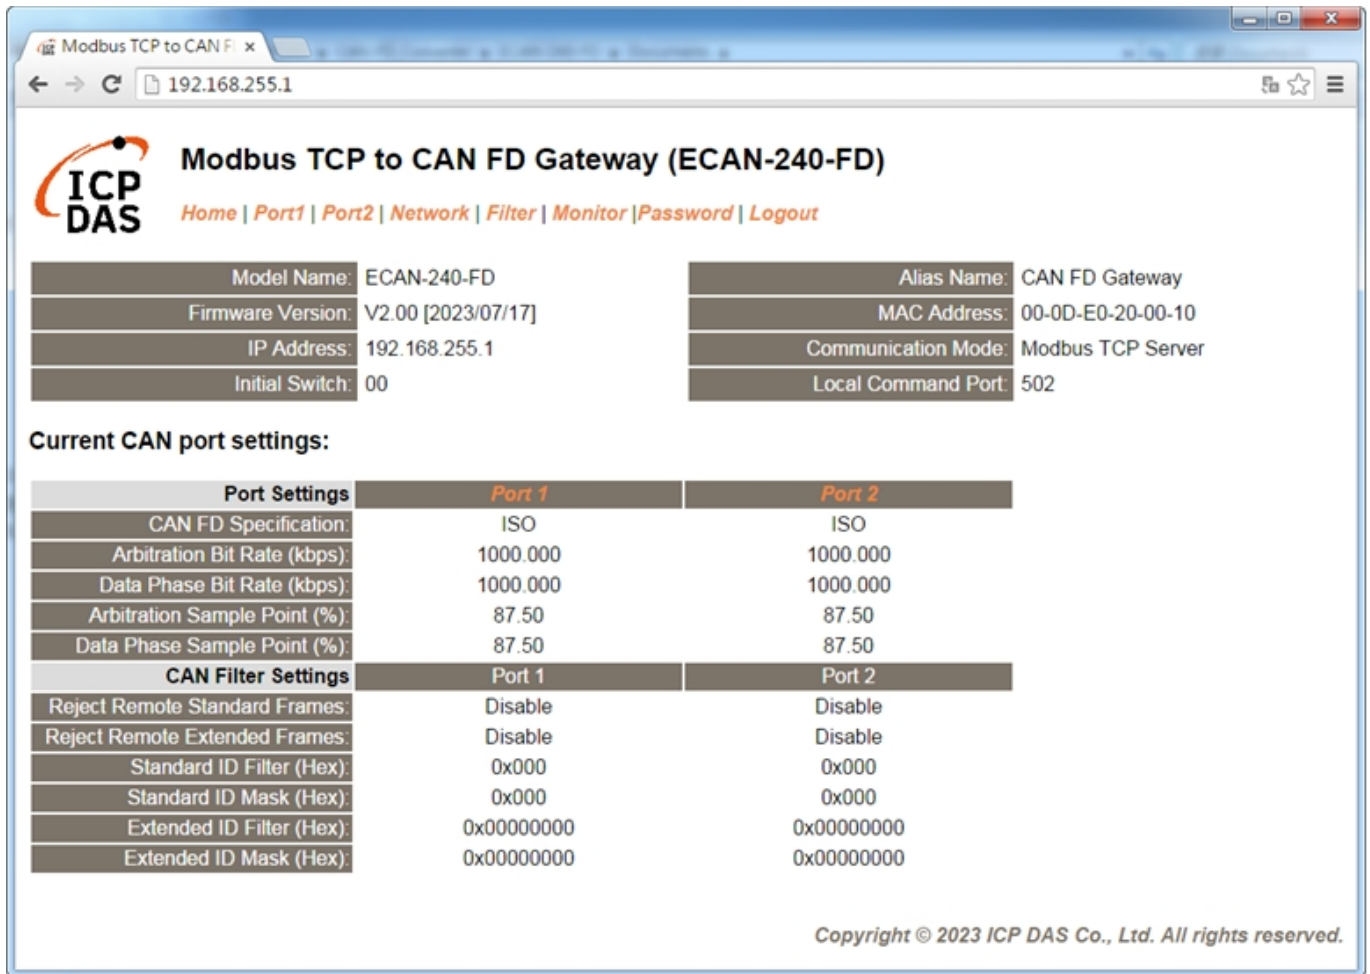 Modbus TCP to CAN F
192.168.255.1
ICP
DAS
Modbus TCP to CAN FD Gateway (ECAN-240-FD)
Home | Port1 | Port2 | Network | Filter | Monitor |Password | Logout
Model Name: ECAN-240-FD Alias Name: CAN FD Gateway
Firmware Version: V2.00 [2023/07/17] MAC Address: 00-0D-E0-20-00-10
IP Address: 192.168.255.1 Communication Mode: Modbus TCP Server
Initial Switch: 00 Local Command Port: 502
Current CAN port settings:
Port Settings Port 1 Port 2
CAN FD Specification: ISO ISO
Arbitration Bit Rate (kbps): 1000.000 1000.000
Data Phase Bit Rate (kbps): 1000.000 1000.000
Arbitration Sample Point (%): 87.50 87.50
Data Phase Sample Point (%): 87.50 87.50
CAN Filter Settings Port 1 Port 2
Reject Remote Standard Frames: Disable Disable
Reject Remote Extended Frames: Disable Disable
Standard ID Filter (Hex): 0x000 0x000
Standard ID Mask (Hex): 0x000 0x000
Extended ID Filter (Hex): 0x00000000 0x00000000
Extended ID Mask (Hex): 0x00000000 0x00000000
Copyright © 2023 ICP DAS Co., Ltd. All rights reserved.